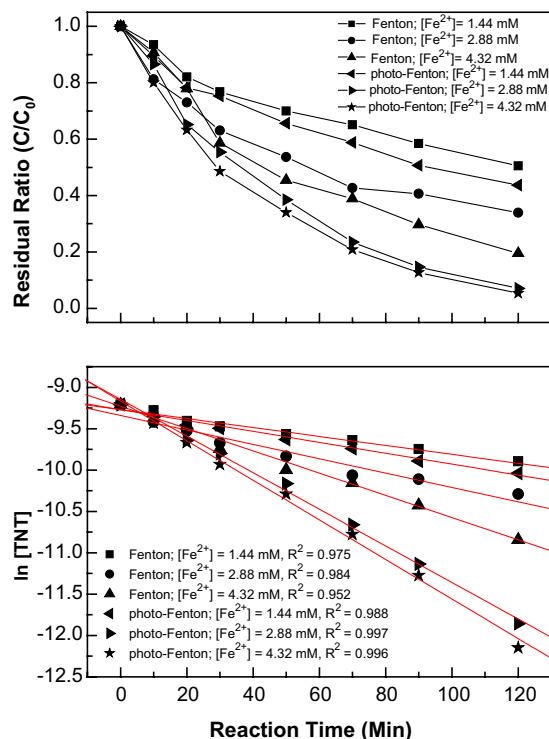 Residual Ratio (C/C₀)
1.0
0.8
0.6
0.4
0.2
0.0
Fenton; [Fe²⁺]= 1.44 mM
Fenton; [Fe²⁺]= 2.88 mM
Fenton; [Fe²⁺]= 4.32 mM
photo-Fenton; [Fe²⁺]= 1.44 mM
photo-Fenton; [Fe²⁺]= 2.88 mM
photo-Fenton; [Fe²⁺]= 4.32 mM
ln [TNT]
-9.0
-9.5
-10.0
-10.5
-11.0
-11.5
-12.0
-12.5
Fenton; [Fe²⁺]= 1.44 mM, R² = 0.975
Fenton; [Fe²⁺]= 2.88 mM, R² = 0.984
Fenton; [Fe²⁺]= 4.32 mM, R² = 0.952
photo-Fenton; [Fe²⁺]= 1.44 mM, R² = 0.988
photo-Fenton; [Fe²⁺]= 2.88 mM, R² = 0.997
photo-Fenton; [Fe²⁺]= 4.32 mM, R² = 0.996
0 20 40 60 80 100 120
Reaction Time (Min)